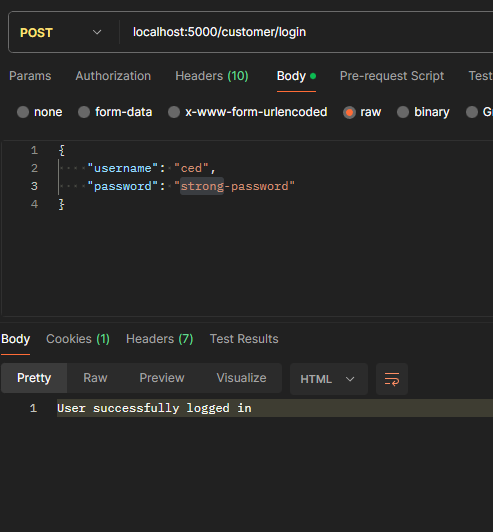 POST localhost:5000/customer/login
Params Authorization Headers (10) Body Pre-request Script Test
none form-data x-www-form-urlencoded raw binary G
1 {
2 "username": "ced",
3 "password": "strong-password"
4 }
Body Cookies (1) Headers (7) Test Results
Pretty Raw Preview Visualize HTML
1 User successfully logged in